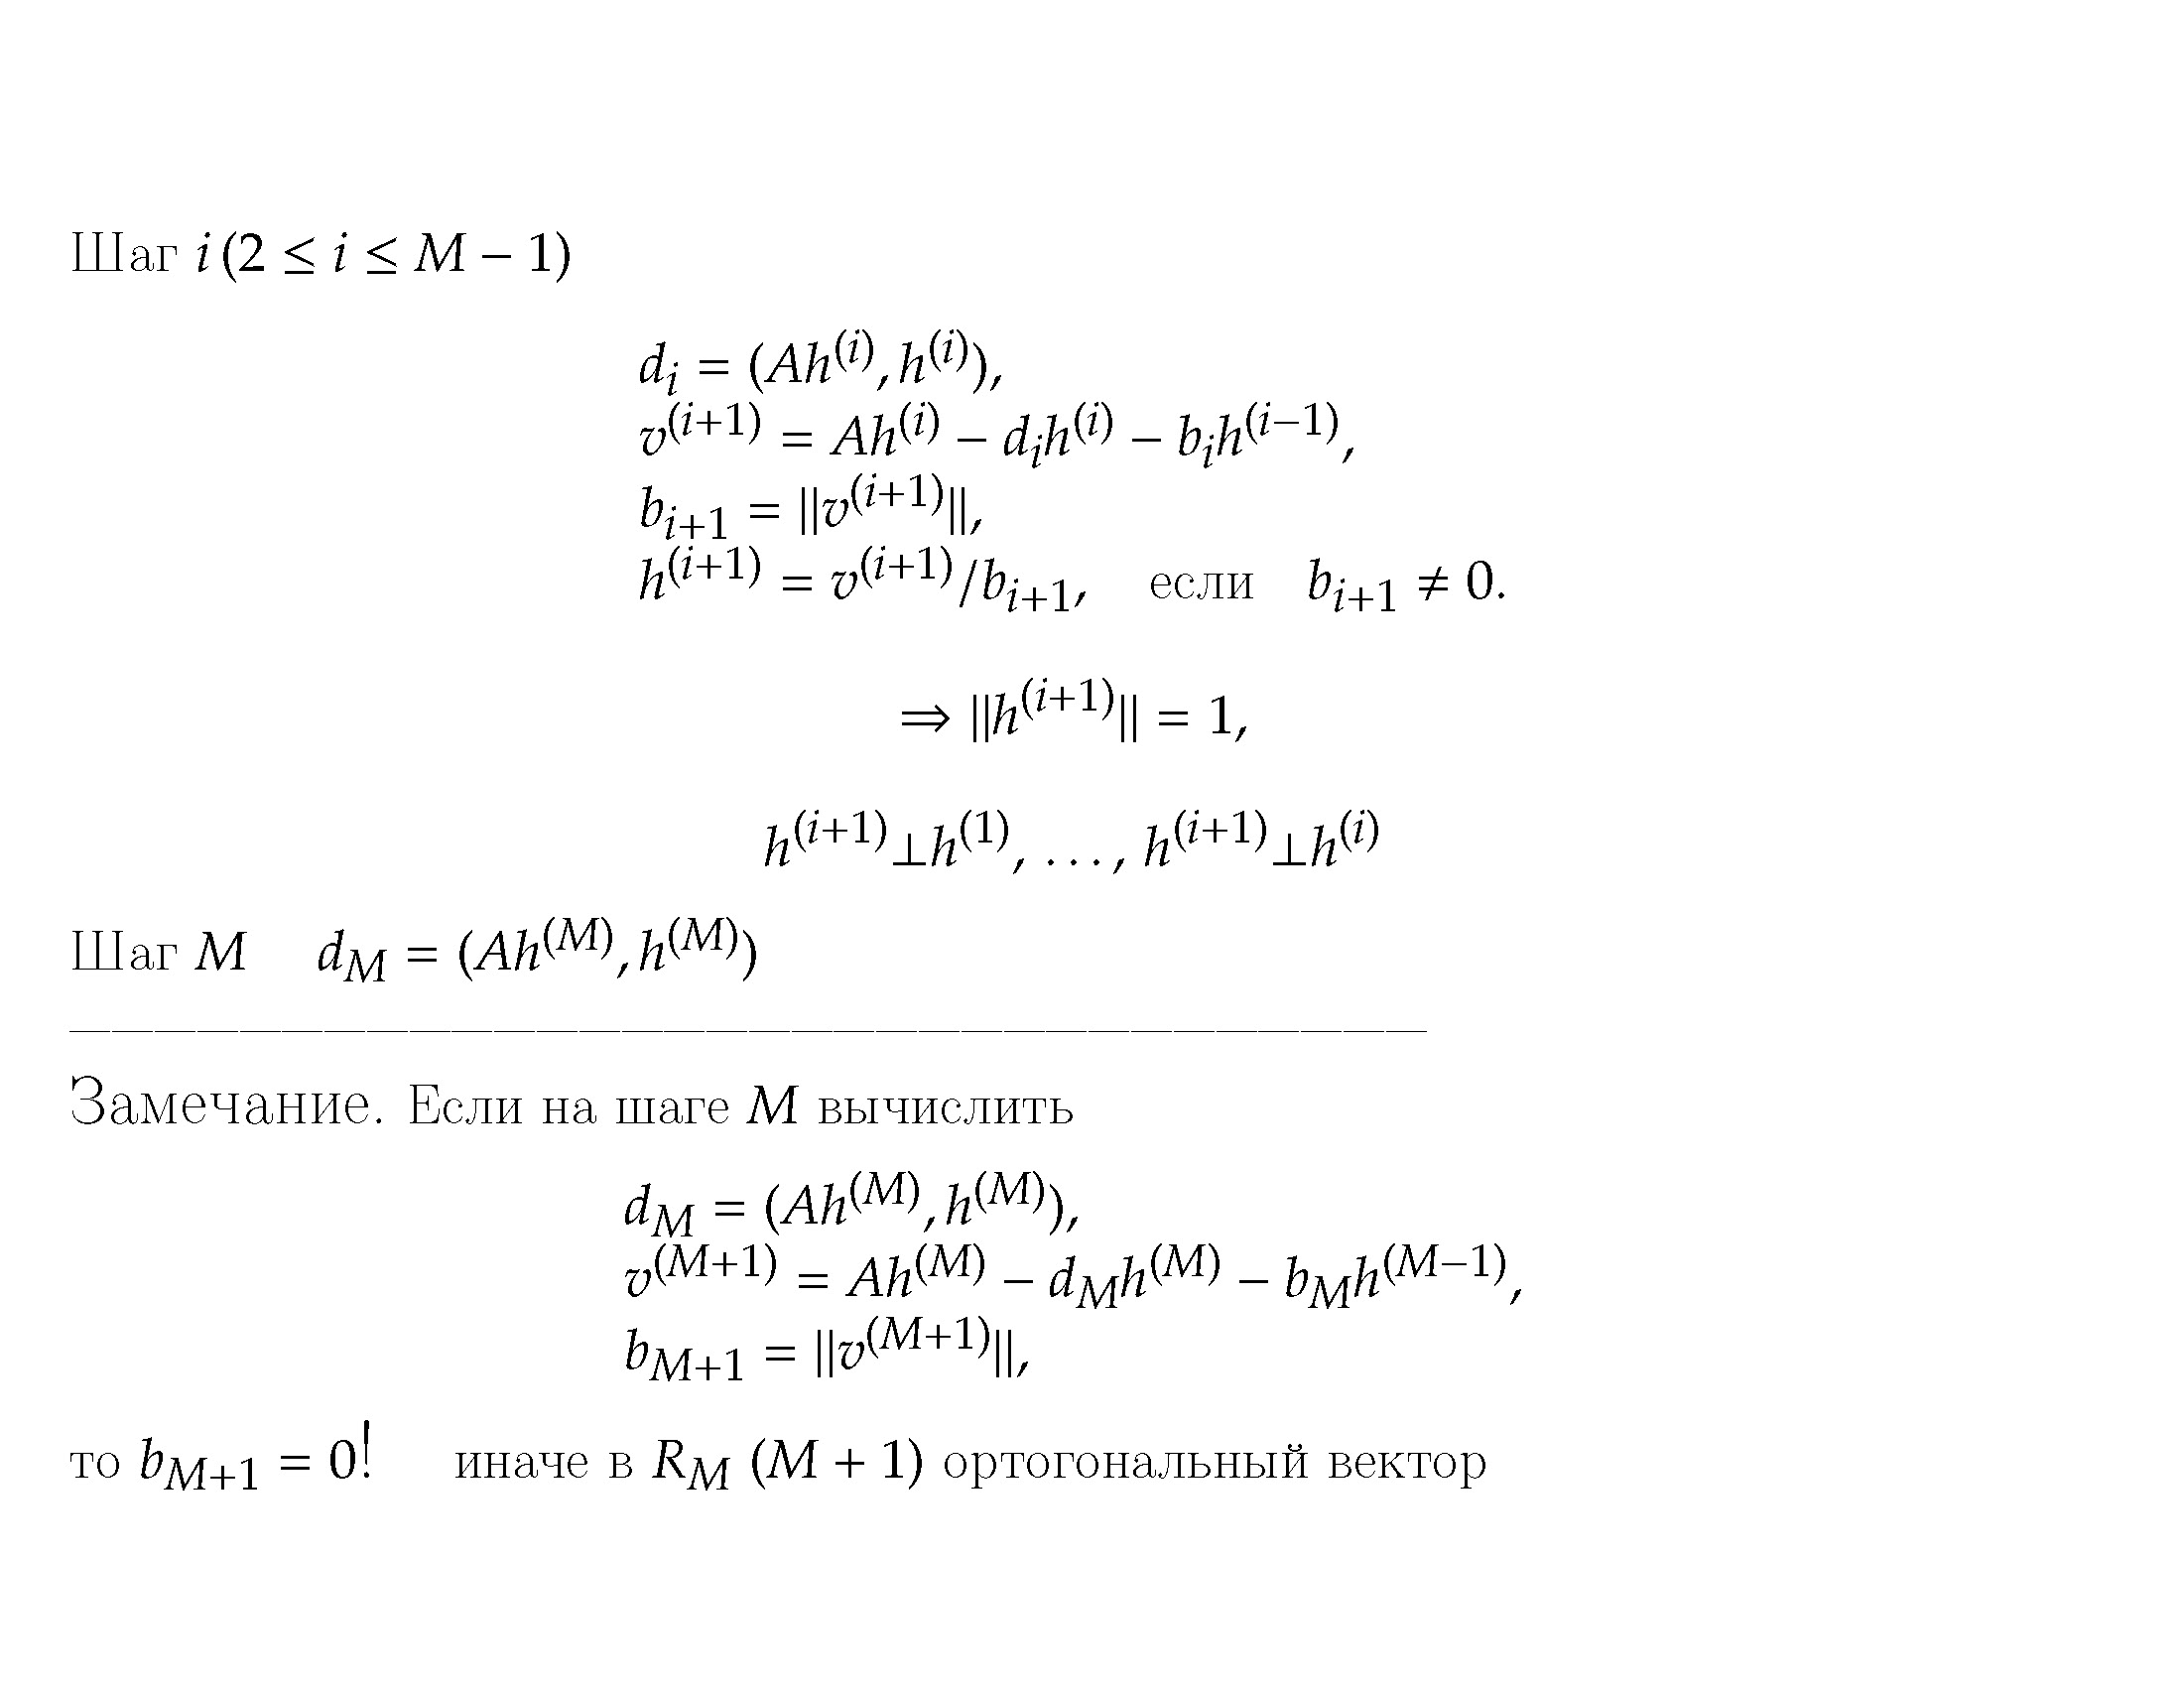 Шаг i (2 ≤ i ≤ M − 1)
d_i = (Ah^{(i)}, h^{(i)}),
v^{(i+1)} = Ah^{(i)} − d_i h^{(i)} − b_i h^{(i−1)},
b_{i+1} = ||v^{(i+1)}||,
h^{(i+1)} = v^{(i+1)}/b_{i+1}, если b_{i+1} ≠ 0.
⇒ ||h^{(i+1)}|| = 1,
h^{(i+1)}⊥h^{(1)}, …, h^{(i+1)}⊥h^{(i)}
Шаг M d_M = (Ah^{(M)}, h^{(M)})
Замечание. Если на шаге M вычислить
d_M = (Ah^{(M)}, h^{(M)}),
v^{(M+1)} = Ah^{(M)} − d_M h^{(M)} − b_M h^{(M−1)},
b_{M+1} = ||v^{(M+1)}||,
то b_{M+1} = 0! иначе в R_M (M + 1) ортогональный вектор